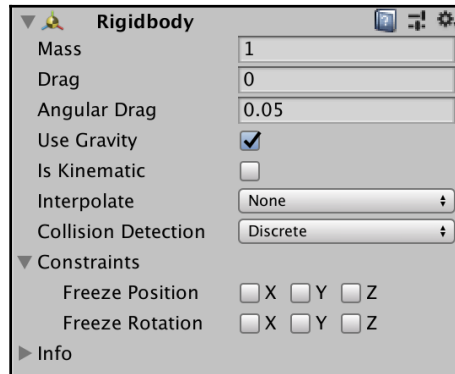 Rigidbody
Mass 1
Drag 0
Angular Drag 0.05
Use Gravity
Is Kinematic
Interpolate None
Collision Detection Discrete
Constraints
Freeze Position X Y Z
Freeze Rotation X Y Z
Info